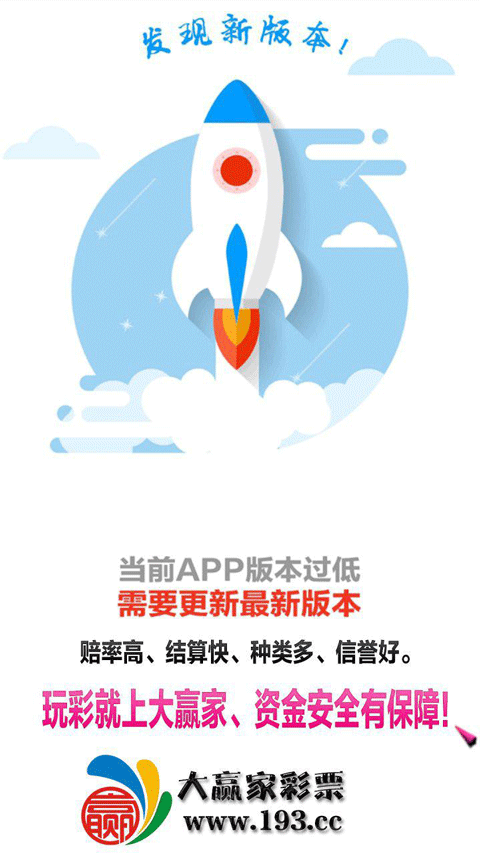 发现新版本!
当前APP版本过低
需要更新最新版本
赔率高、结算快、种类多、信誉好。
玩彩就上大赢家、资金安全有保障!
赢
大赢家彩票
www.193.cc